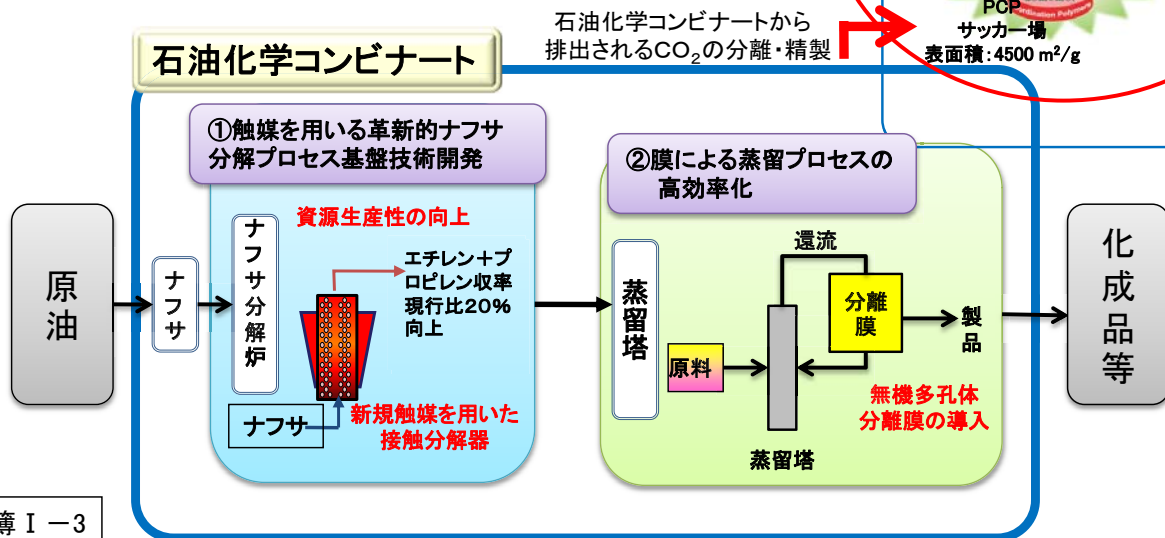 PCP
サッカー場
表面積：4500 m²/g
石油化学コンビナートから
排出されるCO₂の分離・精製
石油化学コンビナート
①触媒を用いる革新的ナフサ
分解プロセス基盤技術開発
②膜による蒸留プロセスの
高効率化
原油
ナフサ
ナフサ分解炉
資源生産性の向上
エチレン＋プ
ロピレン収率
現行比20％
向上
ナフサ
新規触媒を用いた
接触分解器
蒸留塔
還流
分離
膜
原料
製品
無機多孔体
分離膜の導入
蒸留塔
化成品等
簿Ⅰ－3